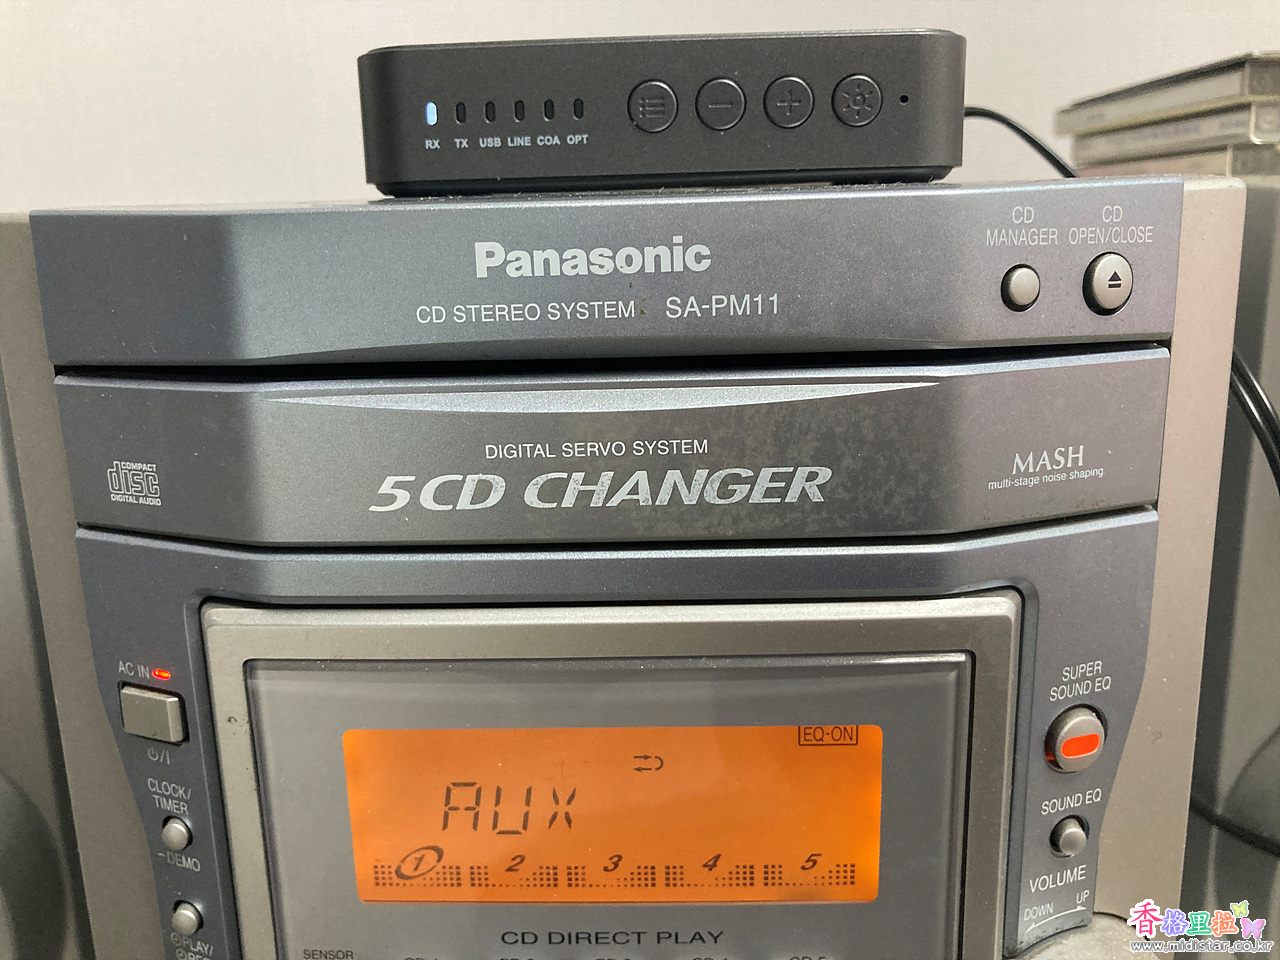 RX TX USB LINE COA OPT
Panasonic
CD STEREO SYSTEM SA-PM11
CD
MANAGER
CD
OPEN/CLOSE
DIGITAL SERVO SYSTEM
5 CD CHANGER
COMPACT
disc
DIGITAL AUDIO
MASH
multi-stage noise shaping
AC IN
⏻/I
CLOCK/
TIMER
–DEMO
PLAY/
EQ-ON
AUX
1 2 3 4 5
SUPER
SOUND EQ
SOUND EQ
VOLUME
DOWN UP
CD DIRECT PLAY
SENSOR
香格里拉
www.midistar.co.kr